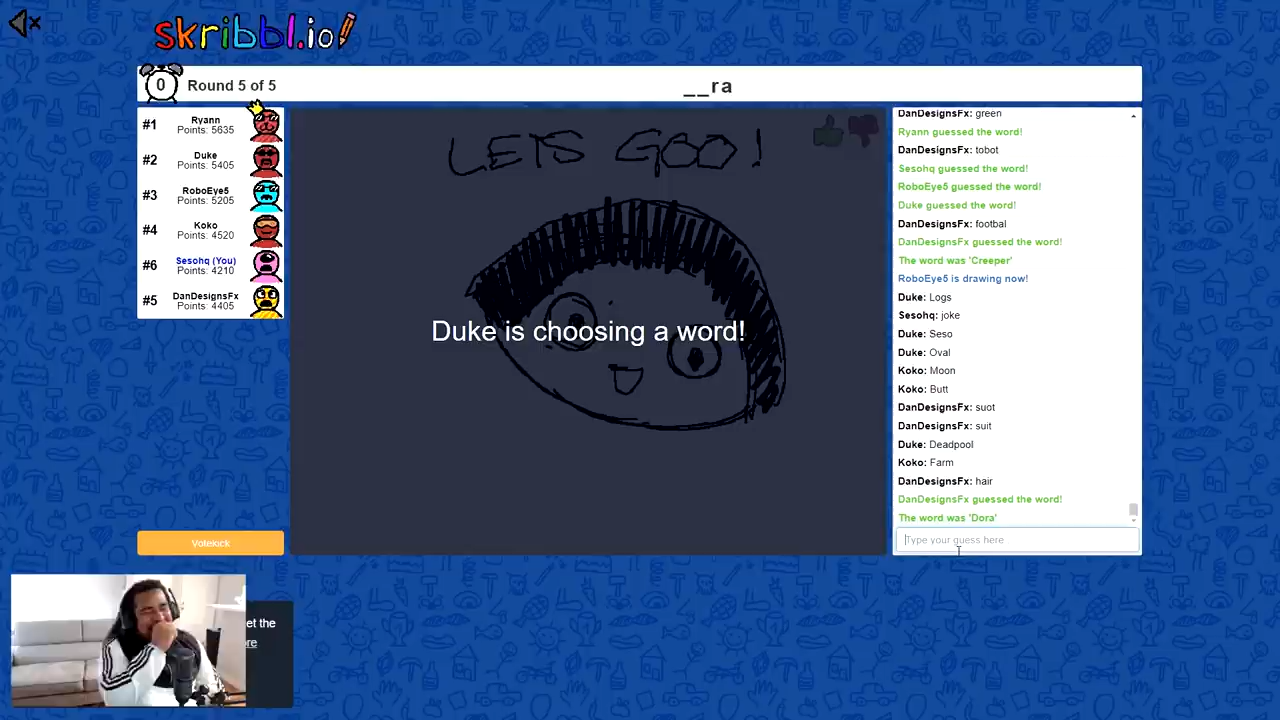 skribbl.io!
0
Round 5 of 5
__ra
#1
Ryann
Points: 5635
#2
Duke
Points: 5405
#3
RoboEye5
Points: 5205
#4
Koko
Points: 4520
#6
Sesohq (You)
Points: 4210
#5
DanDesignsFx
Points: 4405
LETS GOO!
Duke is choosing a word!
DanDesignsFx: green
Ryann guessed the word!
DanDesignsFx: tobot
Sesohq guessed the word!
RoboEye5 guessed the word!
Duke guessed the word!
DanDesignsFx: footbal
DanDesignsFx guessed the word!
The word was 'Creeper'
RoboEye5 is drawing now!
Duke: Logs
Sesohq: joke
Duke: Seso
Duke: Oval
Koko: Moon
Koko: Butt
DanDesignsFx: suot
DanDesignsFx: suit
Duke: Deadpool
Koko: Farm
DanDesignsFx: hair
DanDesignsFx guessed the word!
The word was 'Dora'
Type your guess here
Votekick
et the
ore